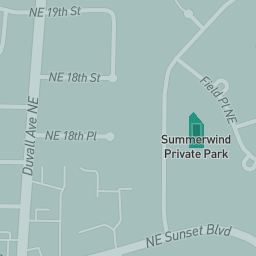 NE 19th St
NE 18th St
Duvall Ave NE
Field Pl NE
NE 18th Pl
Summerwind
Private Park
NE Sunset Blvd